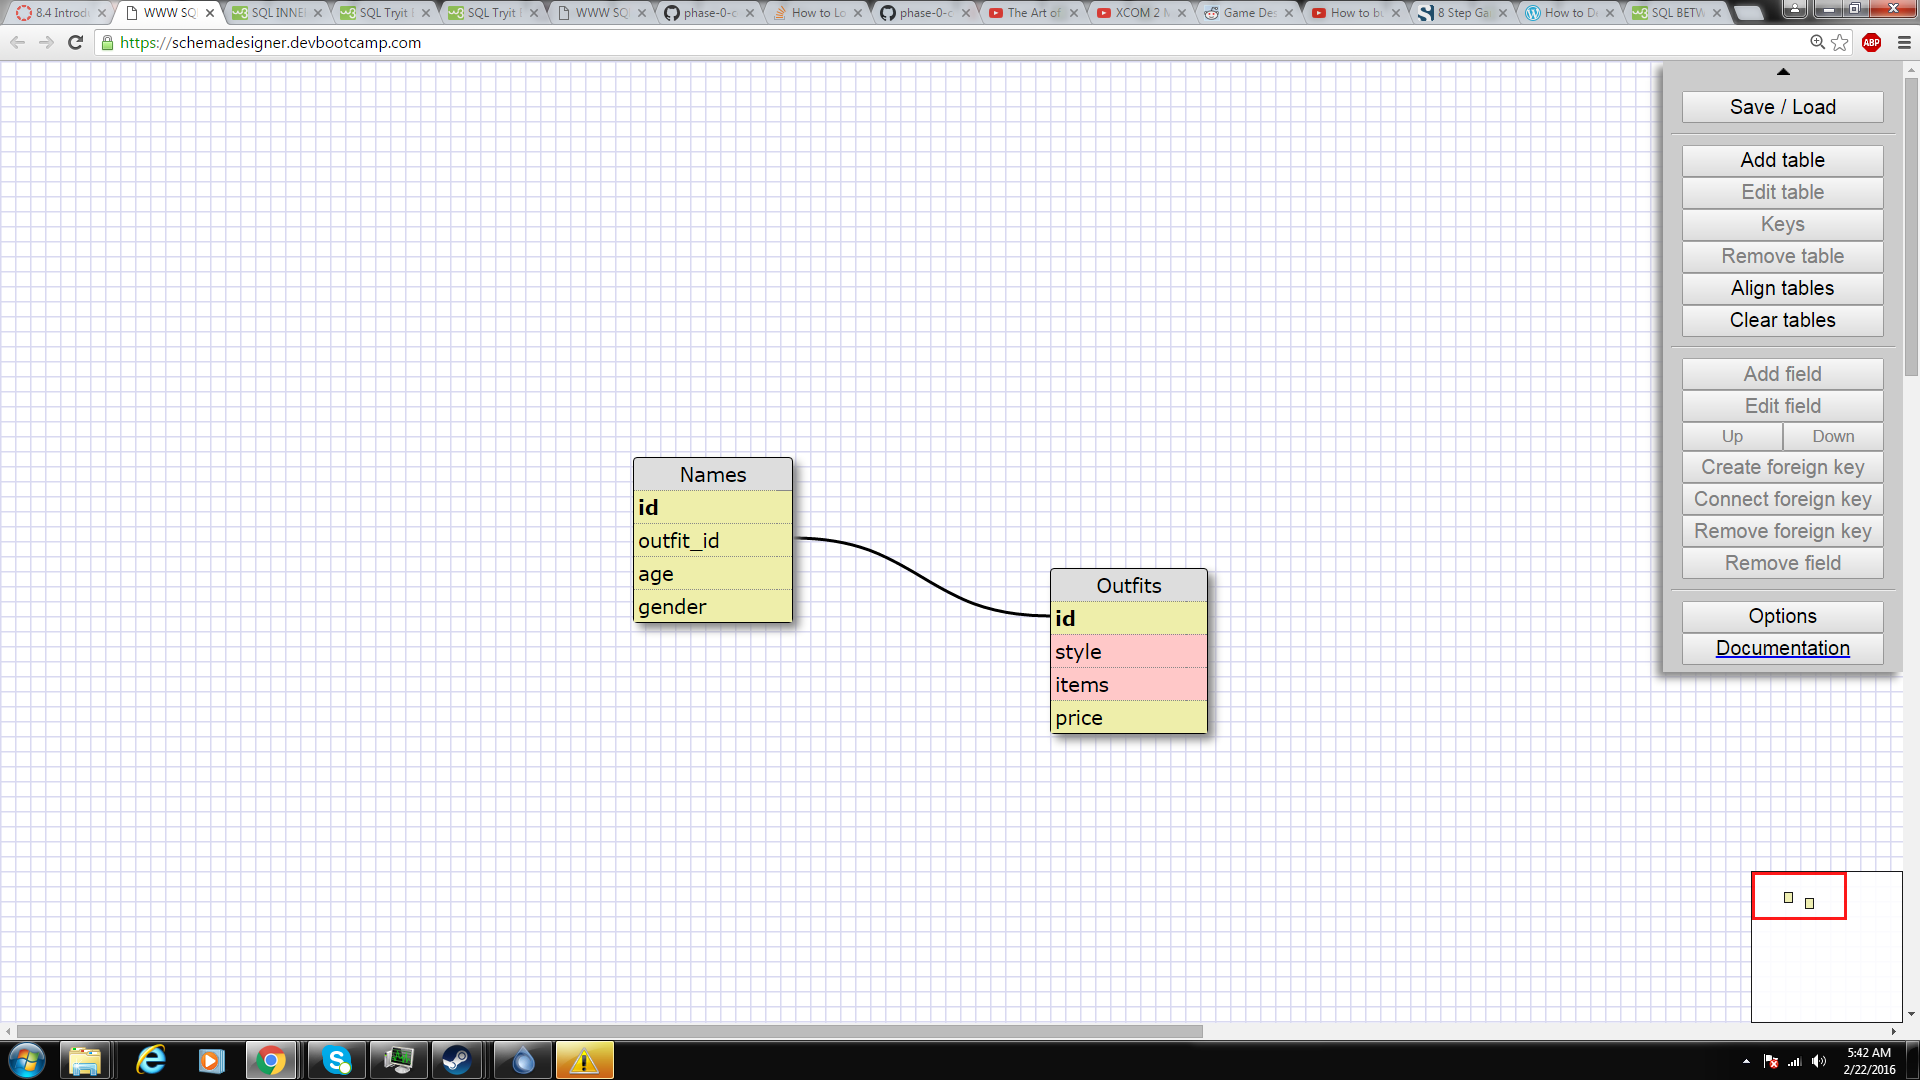 8.4 Introdu
WWW SQ
SQL INNE
SQL Tryit
SQL Tryit
WWW SQ
phase-0-c
How to Lo
phase-0-c
The Art of
XCOM 2 M
Game Des
How to bu
8 Step Ga
How to De
SQL BETW
https://schemadesigner.devbootcamp.com
ABP
Save / Load
Add table
Edit table
Keys
Remove table
Align tables
Clear tables
Add field
Edit field
Up
Down
Create foreign key
Connect foreign key
Remove foreign key
Remove field
Options
Documentation
Names
id
outfit_id
age
gender
Outfits
id
style
items
price
5:42 AM
2/22/2016